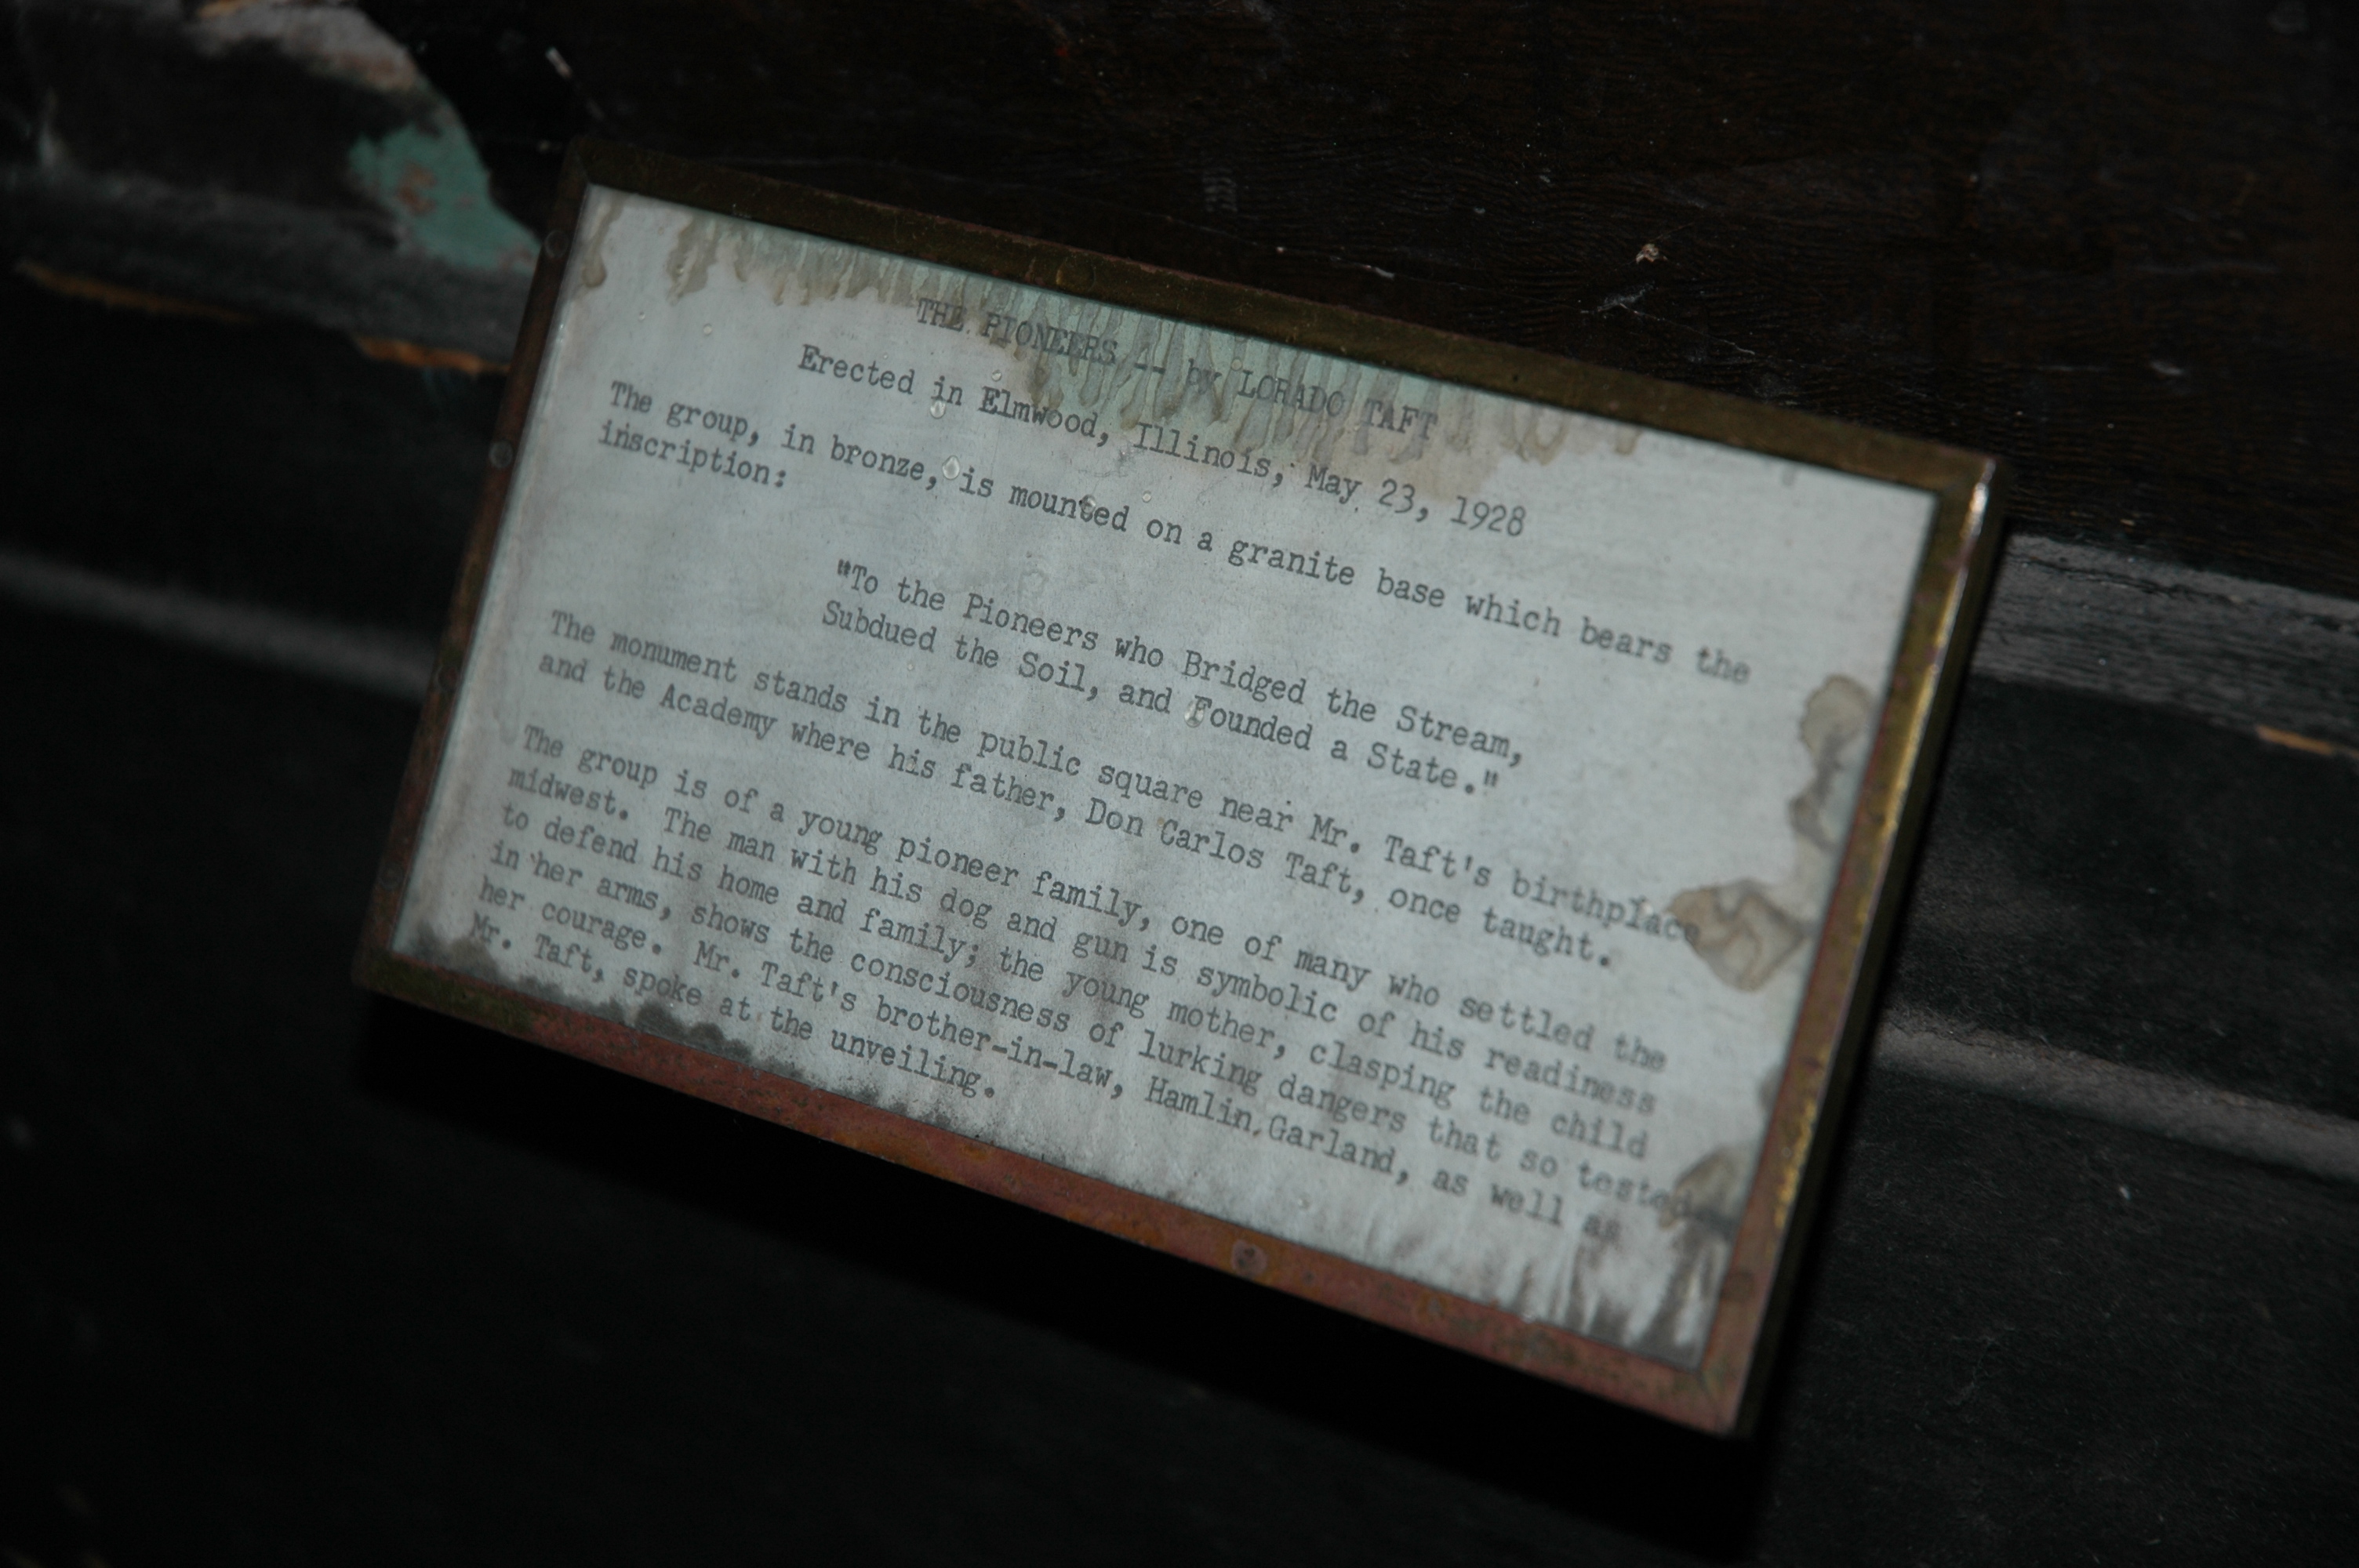 THE PIONEERS -- by LORADO TAFT
Erected in Elmwood, Illinois, May 23, 1928
The group, in bronze, is mounted on a granite base which bears the
inscription:
"To the Pioneers who Bridged the Stream,
Subdued the Soil, and Founded a State."
The monument stands in the public square near Mr. Taft's birthplace
and the Academy where his father, Don Carlos Taft, once taught.
The group is of a young pioneer family, one of many who settled the
midwest. The man with his dog and gun is symbolic of his readiness
to defend his home and family; the young mother, clasping the child
in her arms, shows the consciousness of lurking dangers that so tested
her courage. Mr. Taft's brother-in-law, Hamlin Garland, as well as
Mr. Taft, spoke at the unveiling.